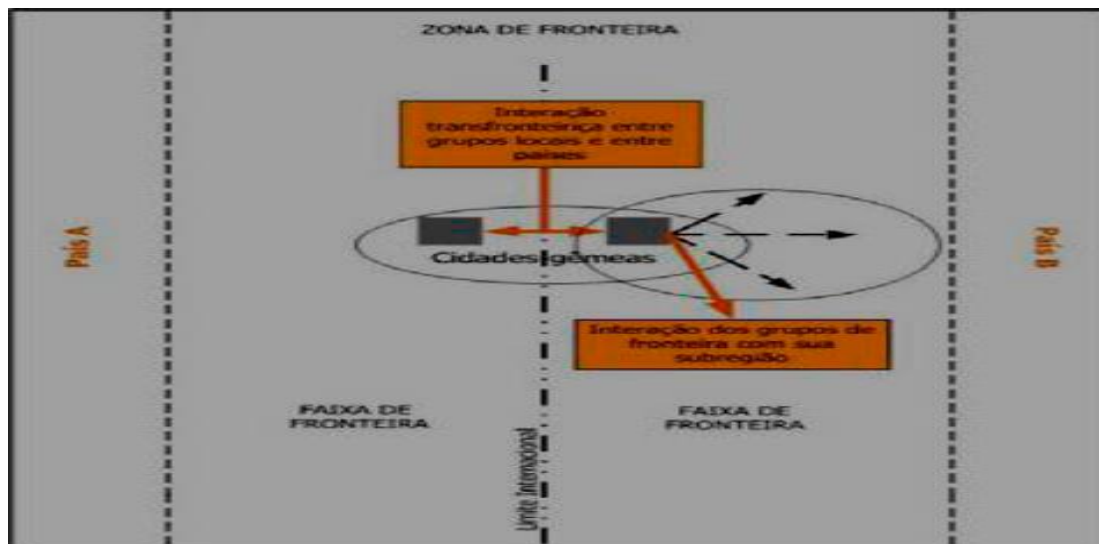 ZONA DE FRONTEIRA
Interação
transfronteiriça entre
grupos locais e entre
países
País A
Cidades gêmeas
País B
Interação dos grupos de
fronteira com sua
subregião
FAIXA DE
FRONTEIRA
FAIXA DE
FRONTEIRA
Limite Internacional